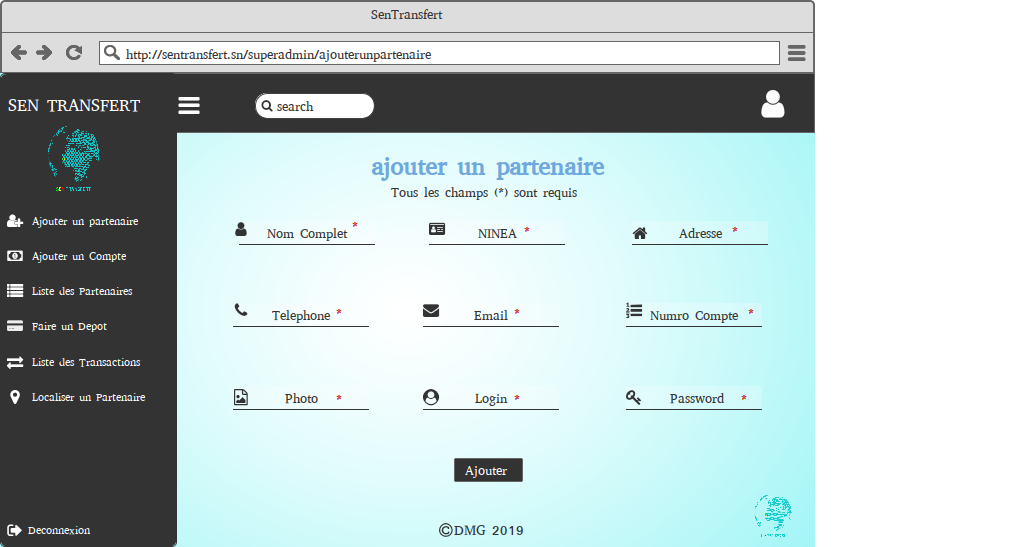 SenTransfert
http://sentransfert.sn/superadmin/ajouterunpartenaire
SEN TRANSFERT
search
ajouter un partenaire
Tous les champs (*) sont requis
Ajouter un partenaire
Ajouter un Compte
Liste des Partenaires
Faire un Depot
Liste des Transactions
Localiser un Partenaire
Deconnexion
Nom Complet *
NINEA *
Adresse *
Telephone *
Email *
Numro Compte *
Photo *
Login *
Password *
Ajouter
©DMG 2019